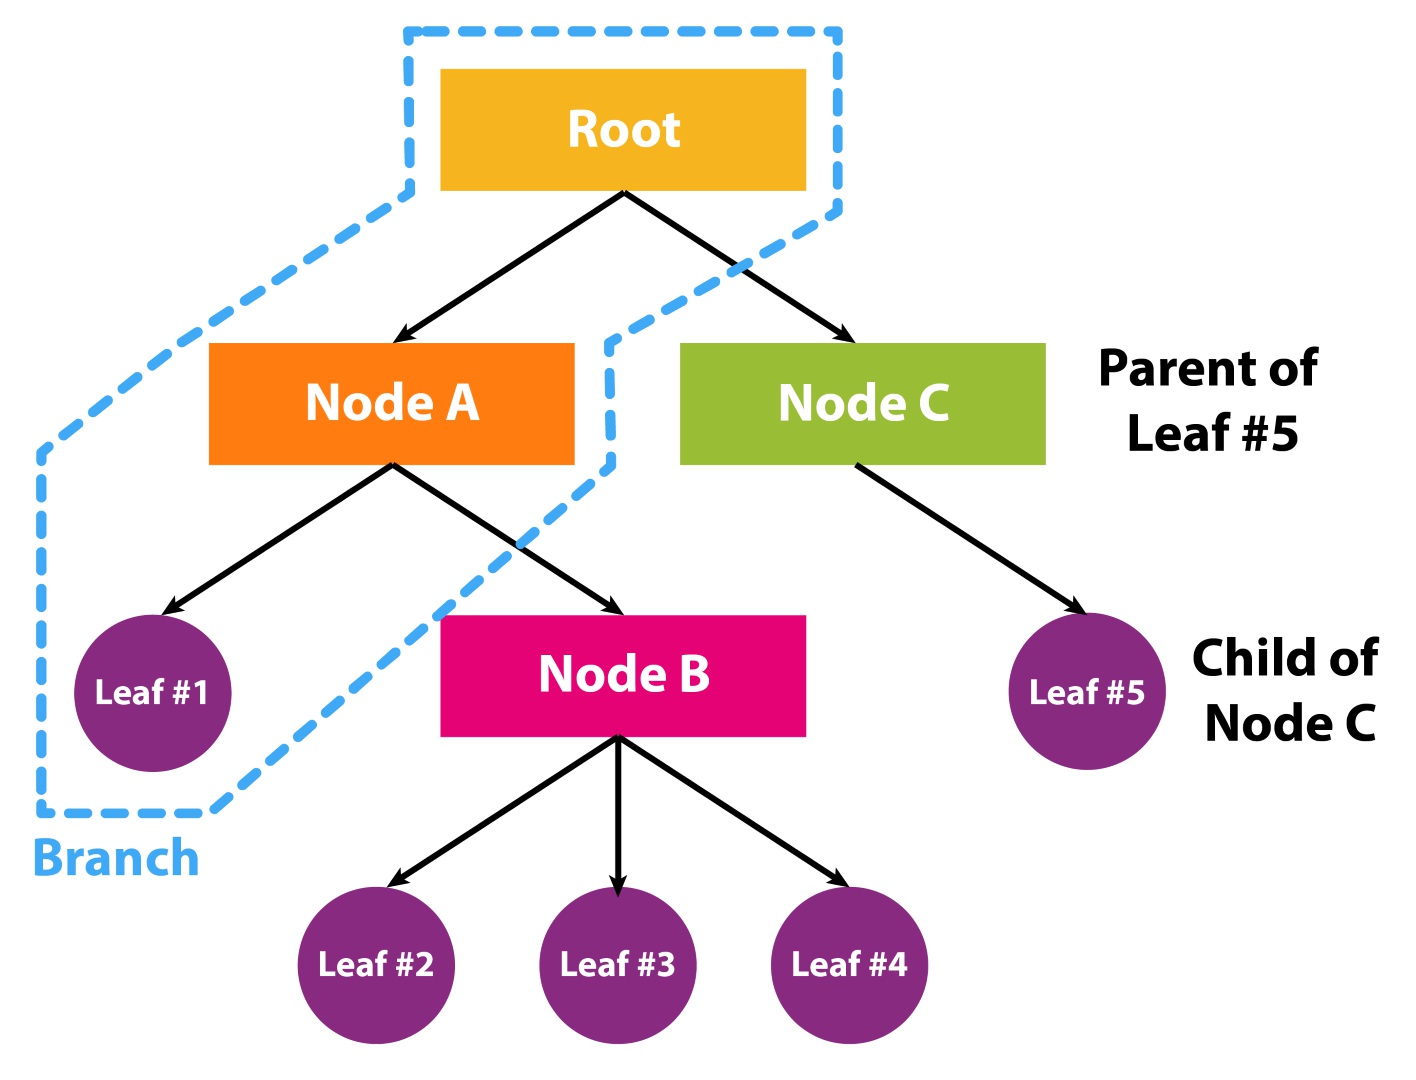 Root
Node A
Node C
Parent of
Leaf #5
Leaf #1
Node B
Leaf #5
Child of
Node C
Branch
Leaf #2
Leaf #3
Leaf #4